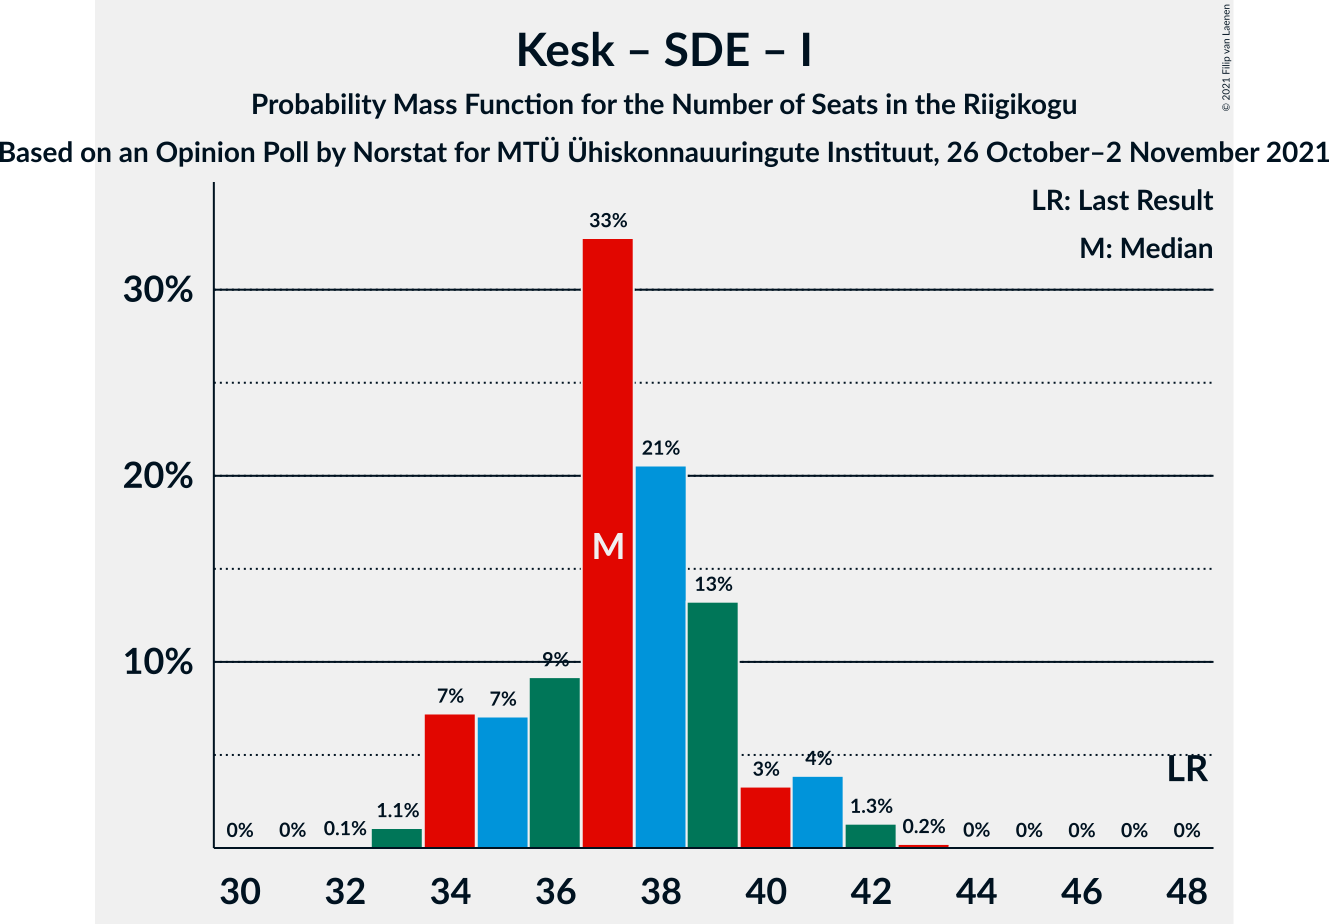 Kesk – SDE – I
Probability Mass Function for the Number of Seats in the Riigikogu
Based on an Opinion Poll by Norstat for MTÜ Ühiskonnauuringute Instituut, 26 October–2 November 2021
© 2021 Filip van Laenen
LR: Last Result
M: Median
33%
30%
21%
20%
M
13%
10%
9%
7%
7%
4%
3%
LR
1.1%
1.3%
0%
0%
0.1%
0.2%
0%
0%
0%
0%
0%
30 32 34 36 38 40 42 44 46 48